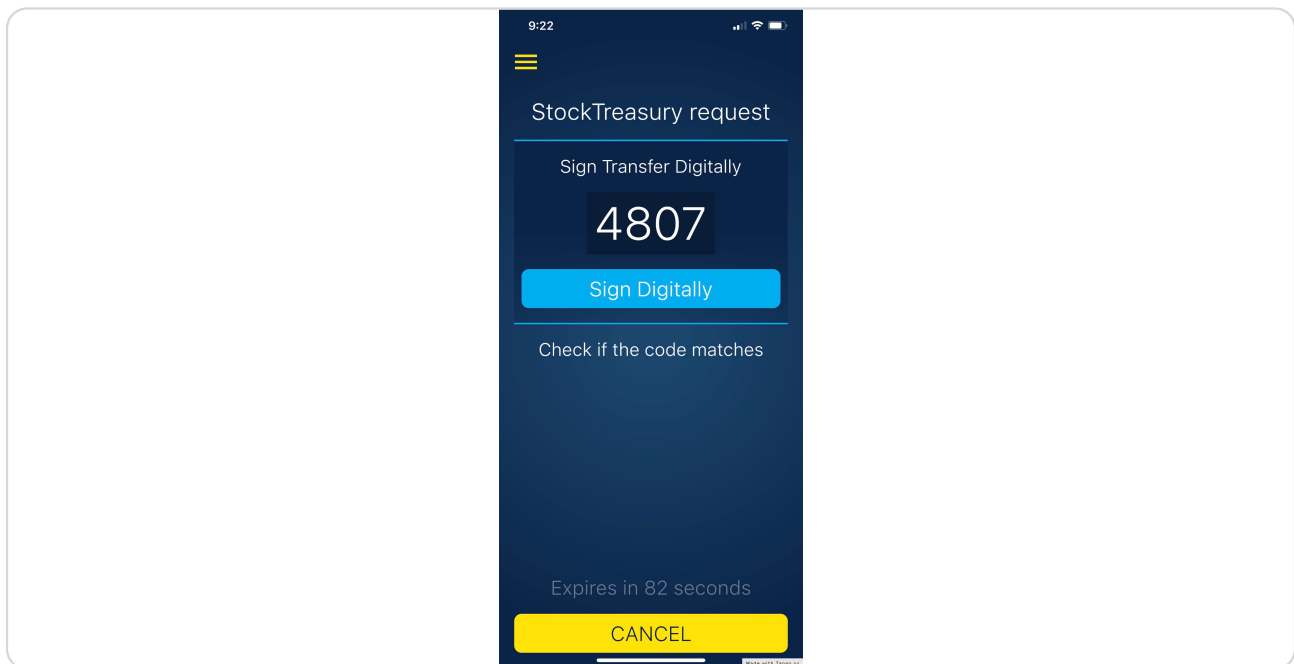 9:22
StockTreasury request
Sign Transfer Digitally
4807
Sign Digitally
Check if the code matches
Expires in 82 seconds
CANCEL